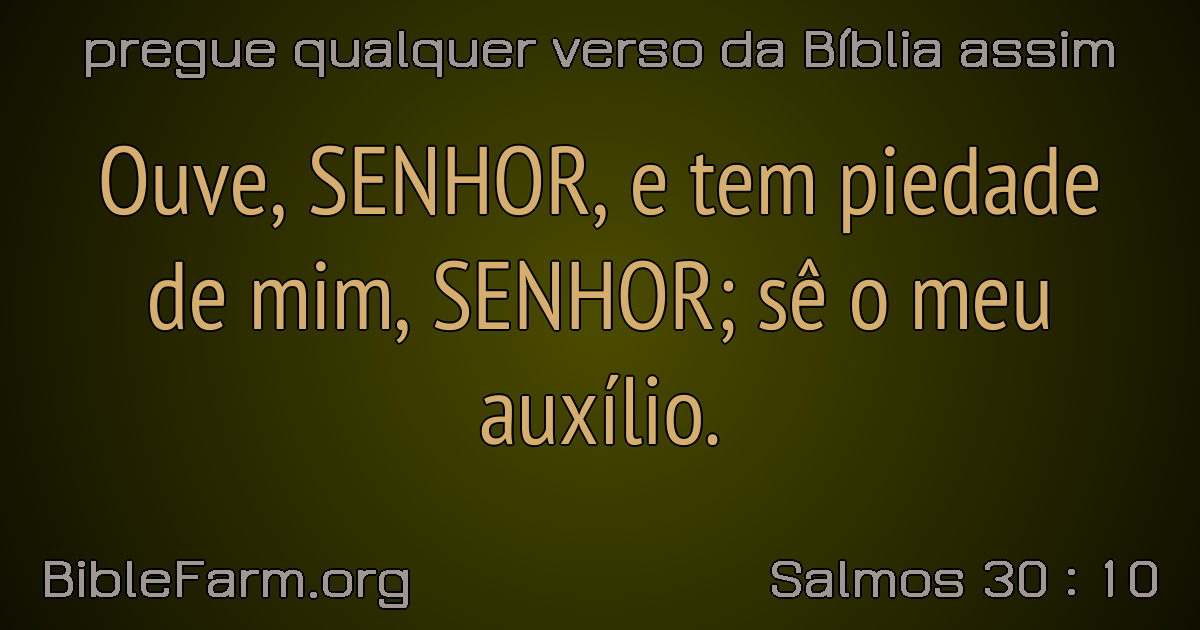 pregue qualquer verso da Bíblia assim
Ouve, SENHOR, e tem piedade
de mim, SENHOR; sê o meu
auxílio.
BibleFarm.org
Salmos 30 : 10